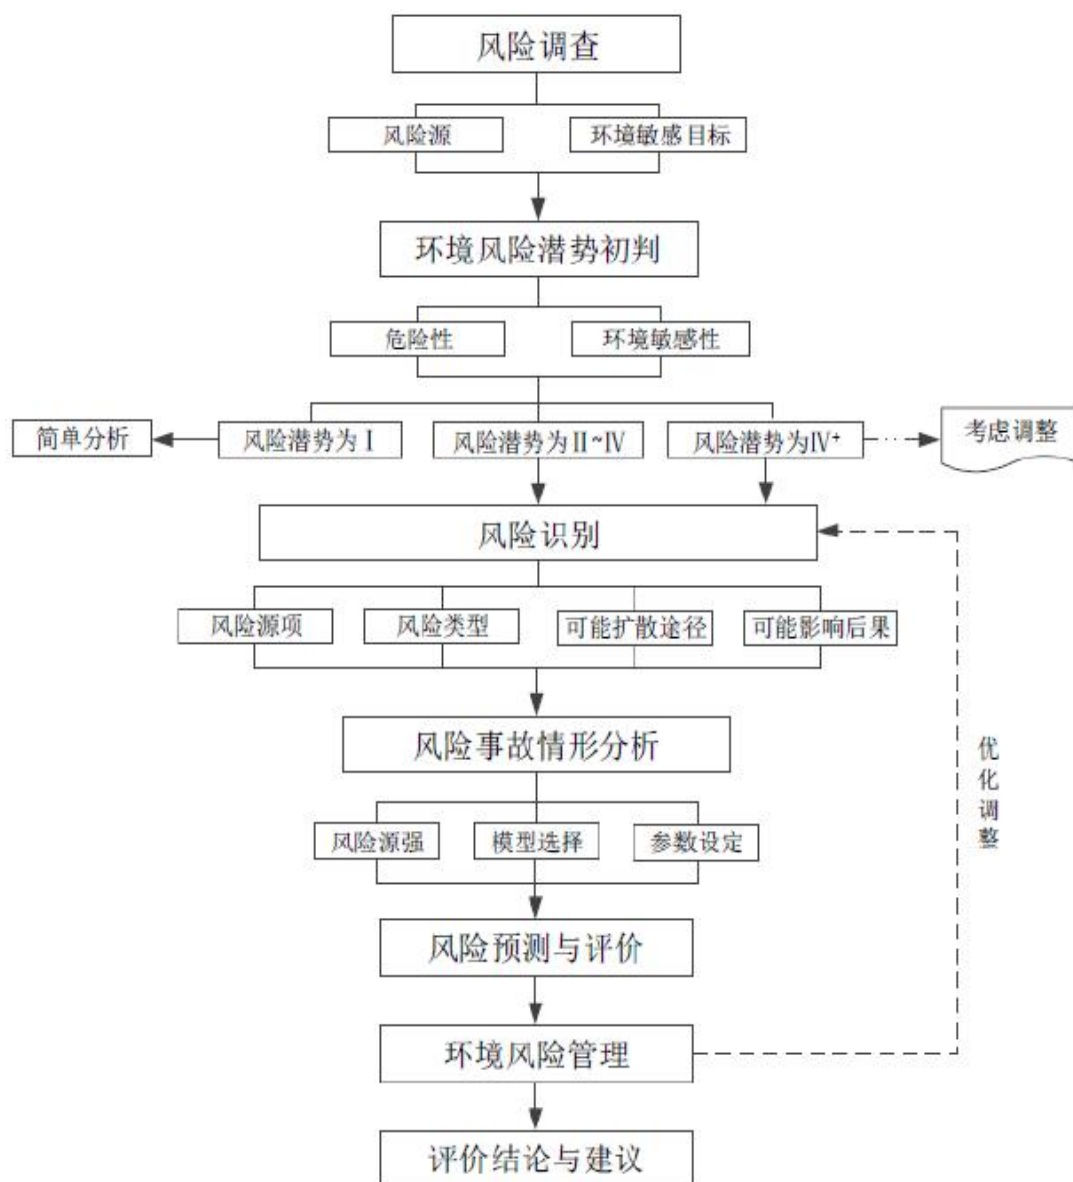 风险调查
风险源
环境敏感目标
环境风险潜势初判
危险性
环境敏感性
简单分析
风险潜势为Ⅰ
风险潜势为Ⅱ~Ⅳ
风险潜势为Ⅳ⁺
考虑调整
风险识别
风险源项
风险类型
可能扩散途径
可能影响后果
风险事故情形分析
风险源强
模型选择
参数设定
优化调整
风险预测与评价
环境风险管理
评价结论与建议